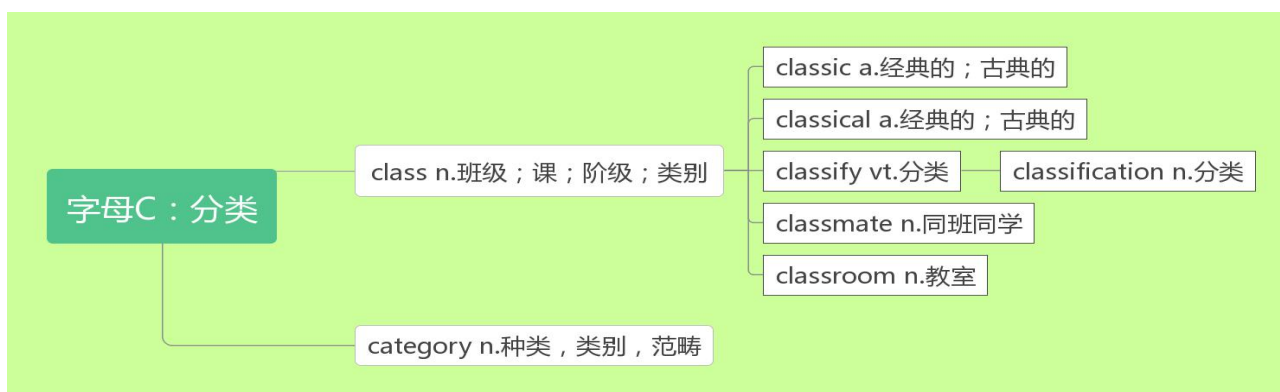 字母C：分类
class n.班级；课；阶级；类别
classic a.经典的；古典的
classical a.经典的；古典的
classify vt.分类
classification n.分类
classmate n.同班同学
classroom n.教室
category n.种类，类别，范畴